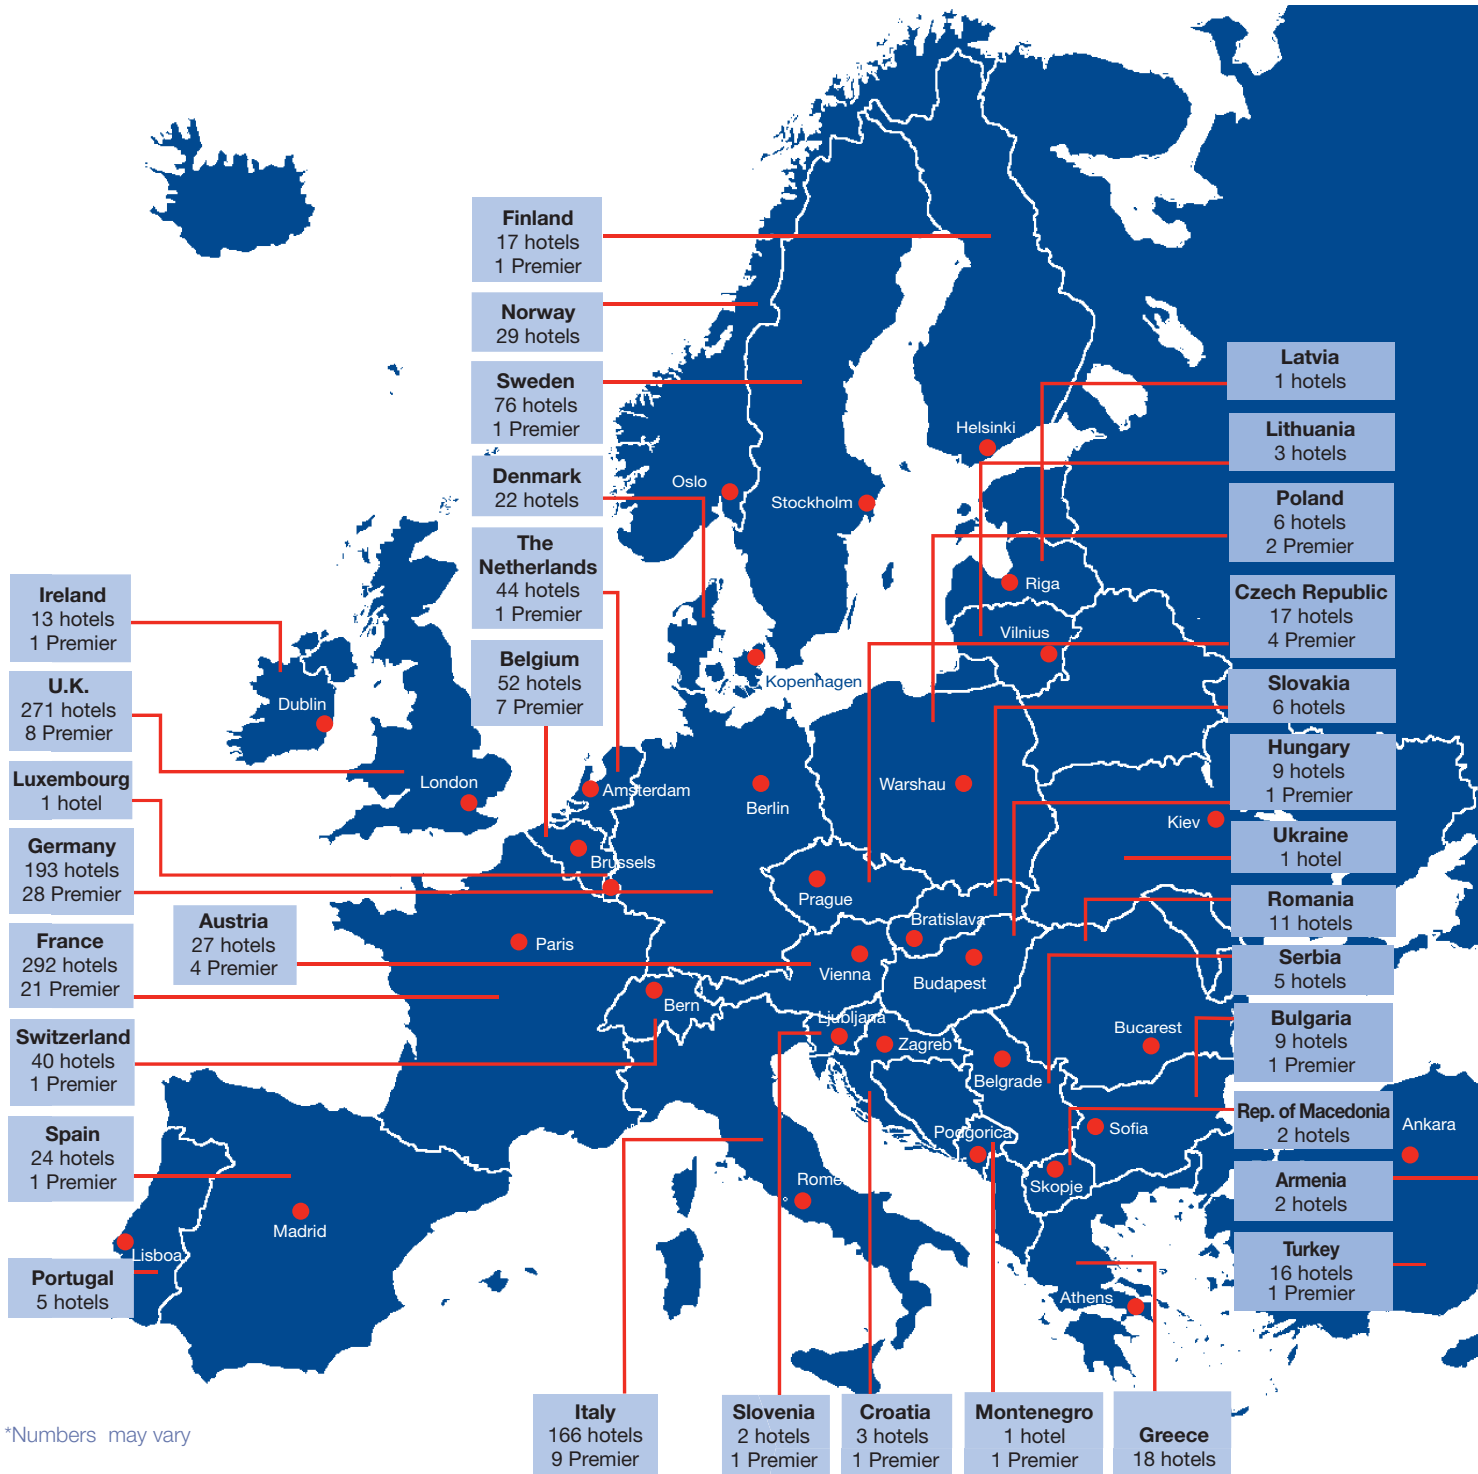 Finland
17 hotels
1 Premier
Norway
29 hotels
Sweden
76 hotels
1 Premier
Denmark
22 hotels
The
Netherlands
44 hotels
1 Premier
Belgium
52 hotels
7 Premier
Ireland
13 hotels
1 Premier
U.K.
271 hotels
8 Premier
Luxembourg
1 hotel
Germany
193 hotels
28 Premier
Austria
27 hotels
4 Premier
France
292 hotels
21 Premier
Switzerland
40 hotels
1 Premier
Spain
24 hotels
1 Premier
Portugal
5 hotels
Latvia
1 hotels
Lithuania
3 hotels
Poland
6 hotels
2 Premier
Czech Republic
17 hotels
4 Premier
Slovakia
6 hotels
Hungary
9 hotels
1 Premier
Ukraine
1 hotel
Romania
11 hotels
Serbia
5 hotels
Bulgaria
9 hotels
1 Premier
Rep. of Macedonia
2 hotels
Armenia
2 hotels
Turkey
16 hotels
1 Premier
Italy
166 hotels
9 Premier
Slovenia
2 hotels
1 Premier
Croatia
3 hotels
1 Premier
Montenegro
1 hotel
1 Premier
Greece
18 hotels
Helsinki
Oslo
Stockholm
Riga
Vilnius
Kopenhagen
Dublin
London
Amsterdam
Berlin
Warshau
Kiev
Brussels
Prague
Bratislava
Paris
Vienna
Budapest
Bern
Ljubljana
Zagreb
Bucarest
Belgrade
Podgorica
Sofia
Ankara
Skopje
Rome
Madrid
Lisboa
Athens
*Numbers may vary